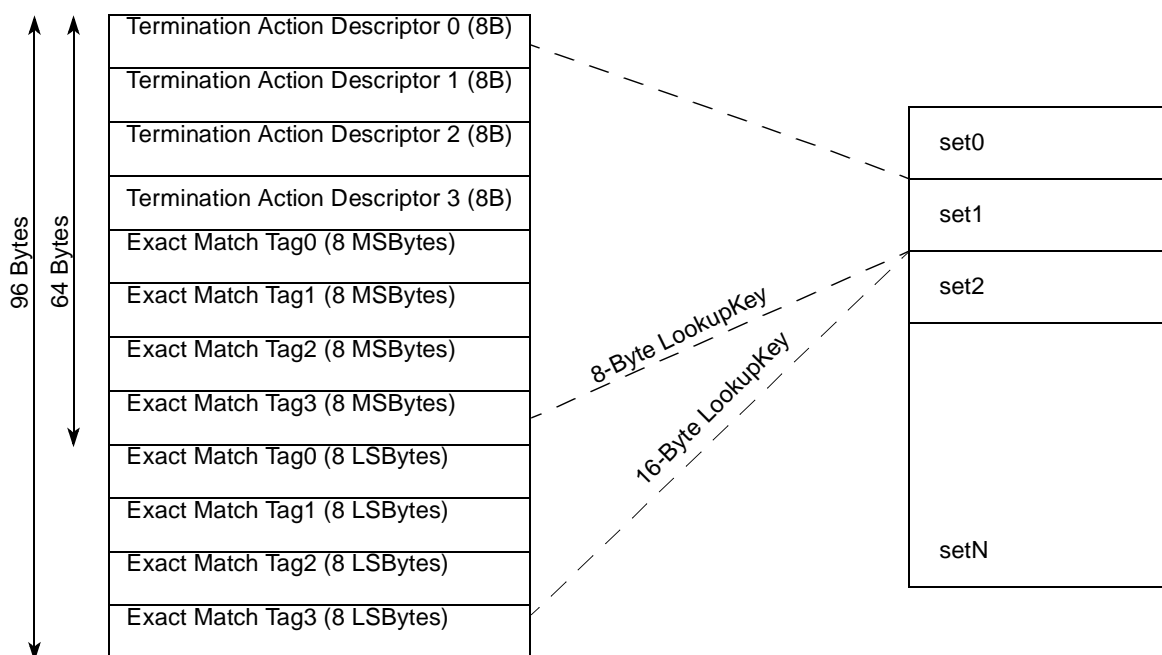 96 Bytes
64 Bytes
Termination Action Descriptor 0 (8B)
Termination Action Descriptor 1 (8B)
Termination Action Descriptor 2 (8B)
Termination Action Descriptor 3 (8B)
Exact Match Tag0 (8 MSBytes)
Exact Match Tag1 (8 MSBytes)
Exact Match Tag2 (8 MSBytes)
Exact Match Tag3 (8 MSBytes)
Exact Match Tag0 (8 LSBytes)
Exact Match Tag1 (8 LSBytes)
Exact Match Tag2 (8 LSBytes)
Exact Match Tag3 (8 LSBytes)
8-Byte LookupKey
16-Byte LookupKey
set0
set1
set2
setN